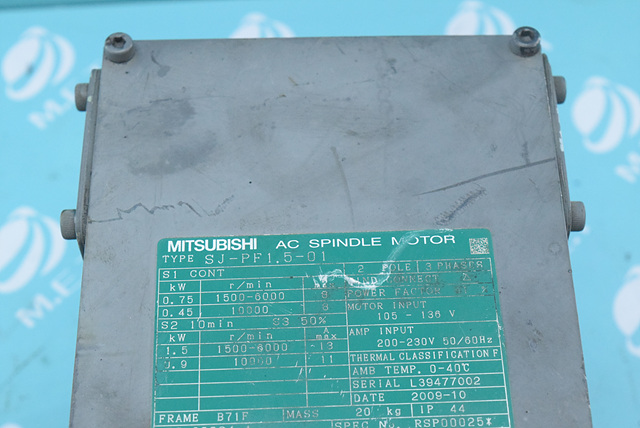 MITSUBISHI AC SPINDLE MOTOR
TYPE SJ-PF1.5-01
S1 CONT 2 POLE 3 PHASES
kW r/min
0.75 1500-6000
0.45 10000
POWER FACTOR
MOTOR INPUT
105 - 136 V
S2 10min S3 50%
kW r/min A max
1.5 1500-6000 13
0.9 10000 11
AMP INPUT
200-230V 50/60Hz
THERMAL CLASSIFICATION F
AMB TEMP. 0-40℃
SERIAL L39477002
DATE 2009-10
FRAME B71F MASS 20 kg IP 44
SPEC No. RSP00025*